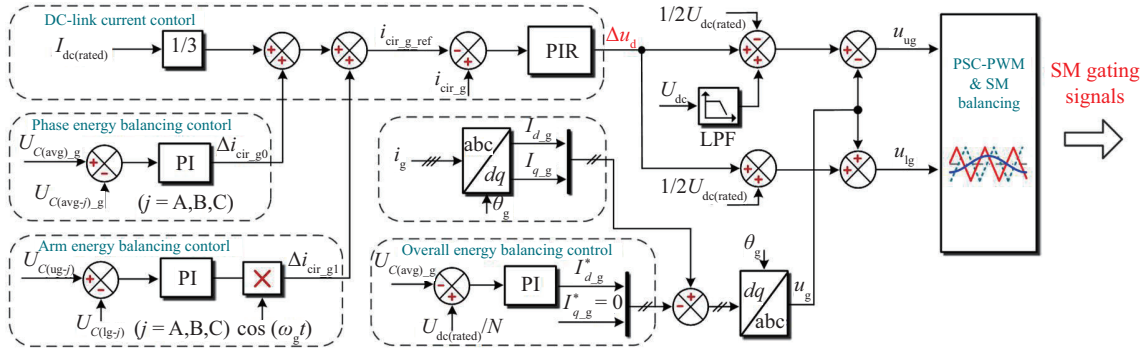 DC-link current contorl
I_dc(rated)
1/3
i_cir_g_ref
i_cir_g
PIR
Δu_d
1/2U_dc(rated)
U_dc
LPF
1/2U_dc(rated)
u_ug
u_lg
PSC-PWM
& SM
balancing
SM gating
signals
Phase energy balancing contorl
U_C(avg)_g
U_C(avg-j)_g
PI
Δi_cir_g0
(j = A,B,C)
i_g
abc
dq
θ_g
I_d_g
I_q_g
Arm energy balancing contorl
U_C(ug-j)
U_C(lg-j)
PI
Δi_cir_g1
(j = A,B,C)
cos (ω_g t)
Overall energy balancing control
U_C(avg)_g
U_dc(rated)/N
PI
I*_d_g
I*_q_g = 0
θ_g
dq
abc
u_g